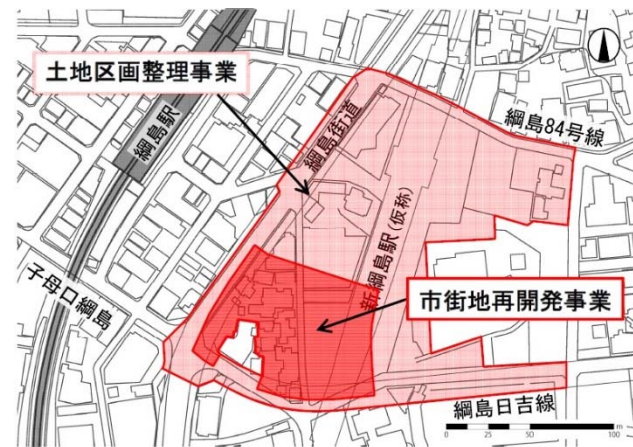 土地区画整理事業
綱島駅
綱島街道
綱島84号線
新綱島駅(仮称)
子母口綱島
市街地再開発事業
綱島日吉線
0 25 50 100
m